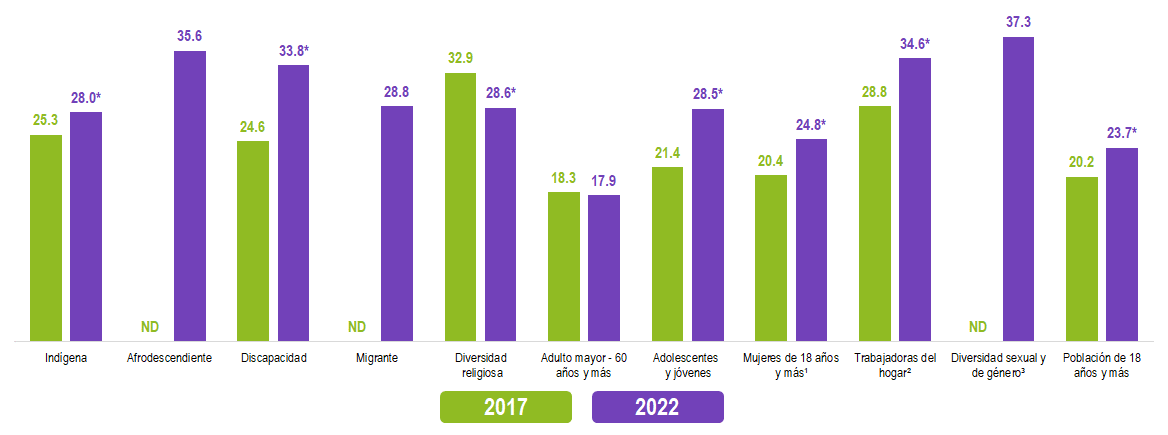 25.3
28.0*
ND
35.6
24.6
33.8*
ND
28.8
32.9
28.6*
18.3
17.9
21.4
28.5*
20.4
24.8*
28.8
34.6*
ND
37.3
20.2
23.7*
Indígena
Afrodescendiente
Discapacidad
Migrante
Diversidad
religiosa
Adulto mayor - 60
años y más
Adolescentes
y jóvenes
Mujeres de 18 años
y más¹
Trabajadoras del
hogar²
Diversidad sexual y
de género³
Población de 18
años y más
2017
2022